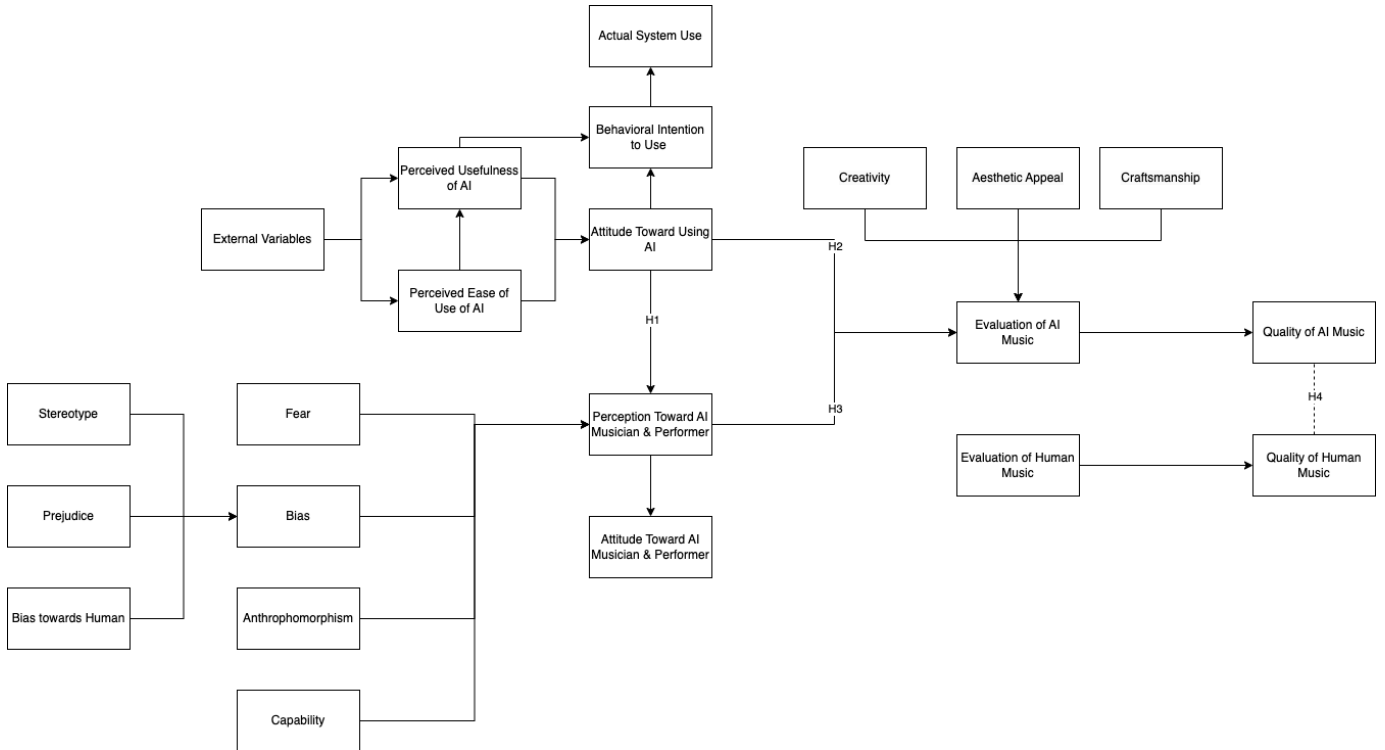 Actual System Use
Behavioral Intention
to Use
Perceived Usefulness
of AI
Creativity
Aesthetic Appeal
Craftsmanship
External Variables
Attitude Toward Using
AI
H2
Perceived Ease of
Use of AI
H1
Evaluation of AI
Music
Quality of AI Music
Stereotype
Fear
Perception Toward AI
Musician & Performer
H3
H4
Evaluation of Human
Music
Quality of Human
Music
Prejudice
Bias
Attitude Toward AI
Musician & Performer
Bias towards Human
Anthrophomorphism
Capability